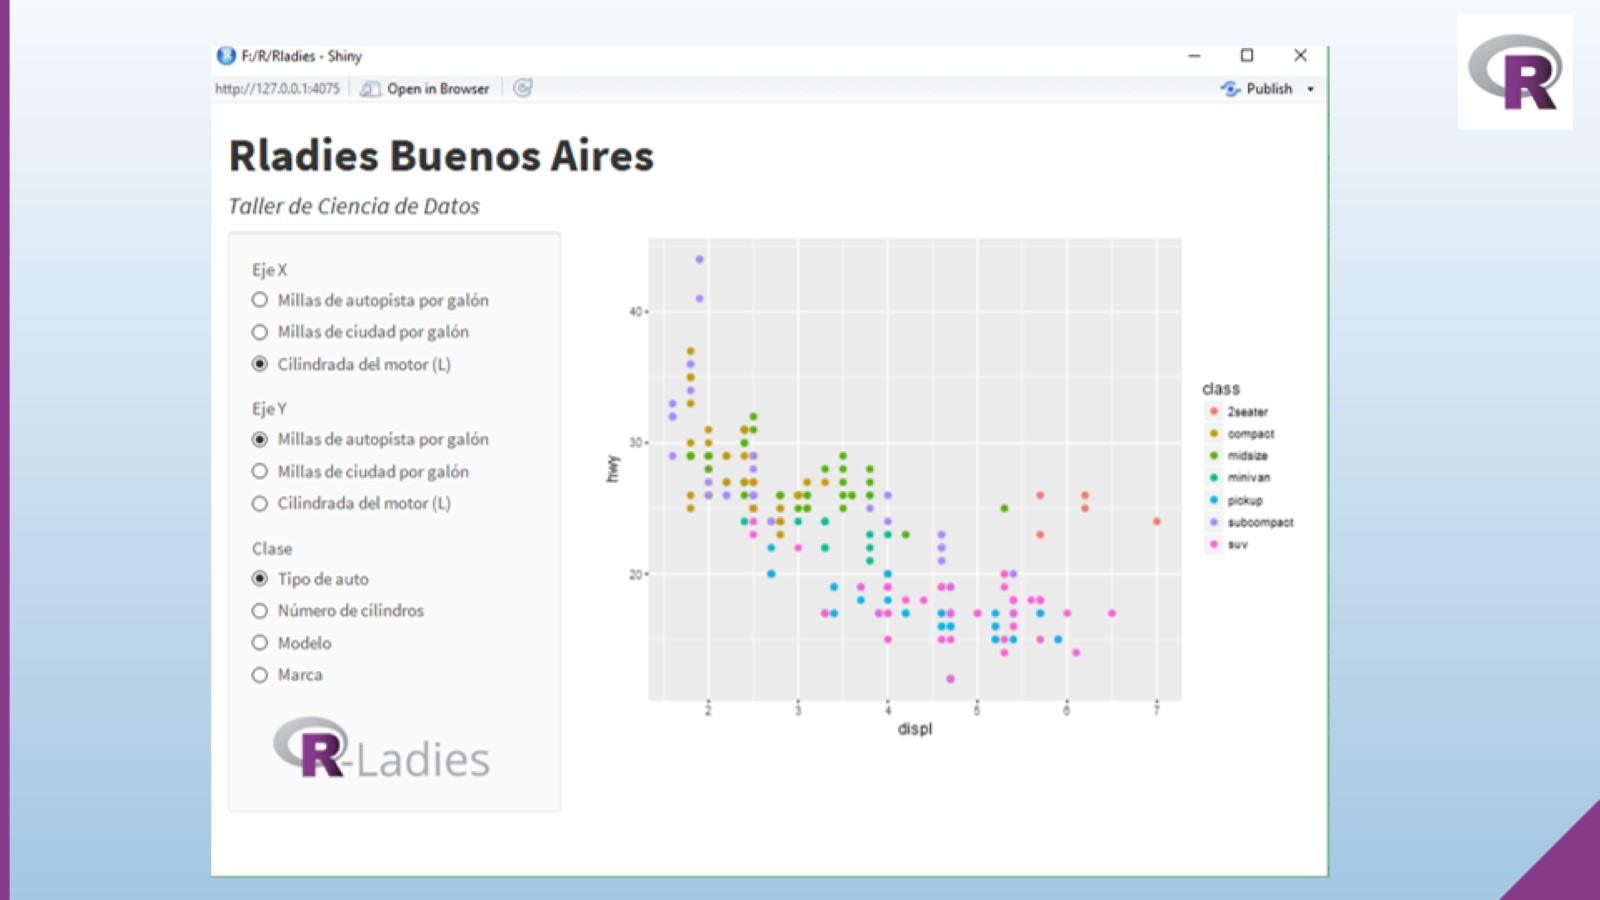 F:/R/Rladies - Shiny
http://127.0.0.1:4075 Open in Browser Publish
R
Rladies Buenos Aires
Taller de Ciencia de Datos
Eje X
Millas de autopista por galón
Millas de ciudad por galón
Cilindrada del motor (L)
Eje Y
Millas de autopista por galón
Millas de ciudad por galón
Cilindrada del motor (L)
Clase
Tipo de auto
Número de cilindros
Modelo
Marca
R-Ladies
40
30
20
hwy
2 3 4 5 6 7
displ
class
2seater
compact
midsize
minivan
pickup
subcompact
suv